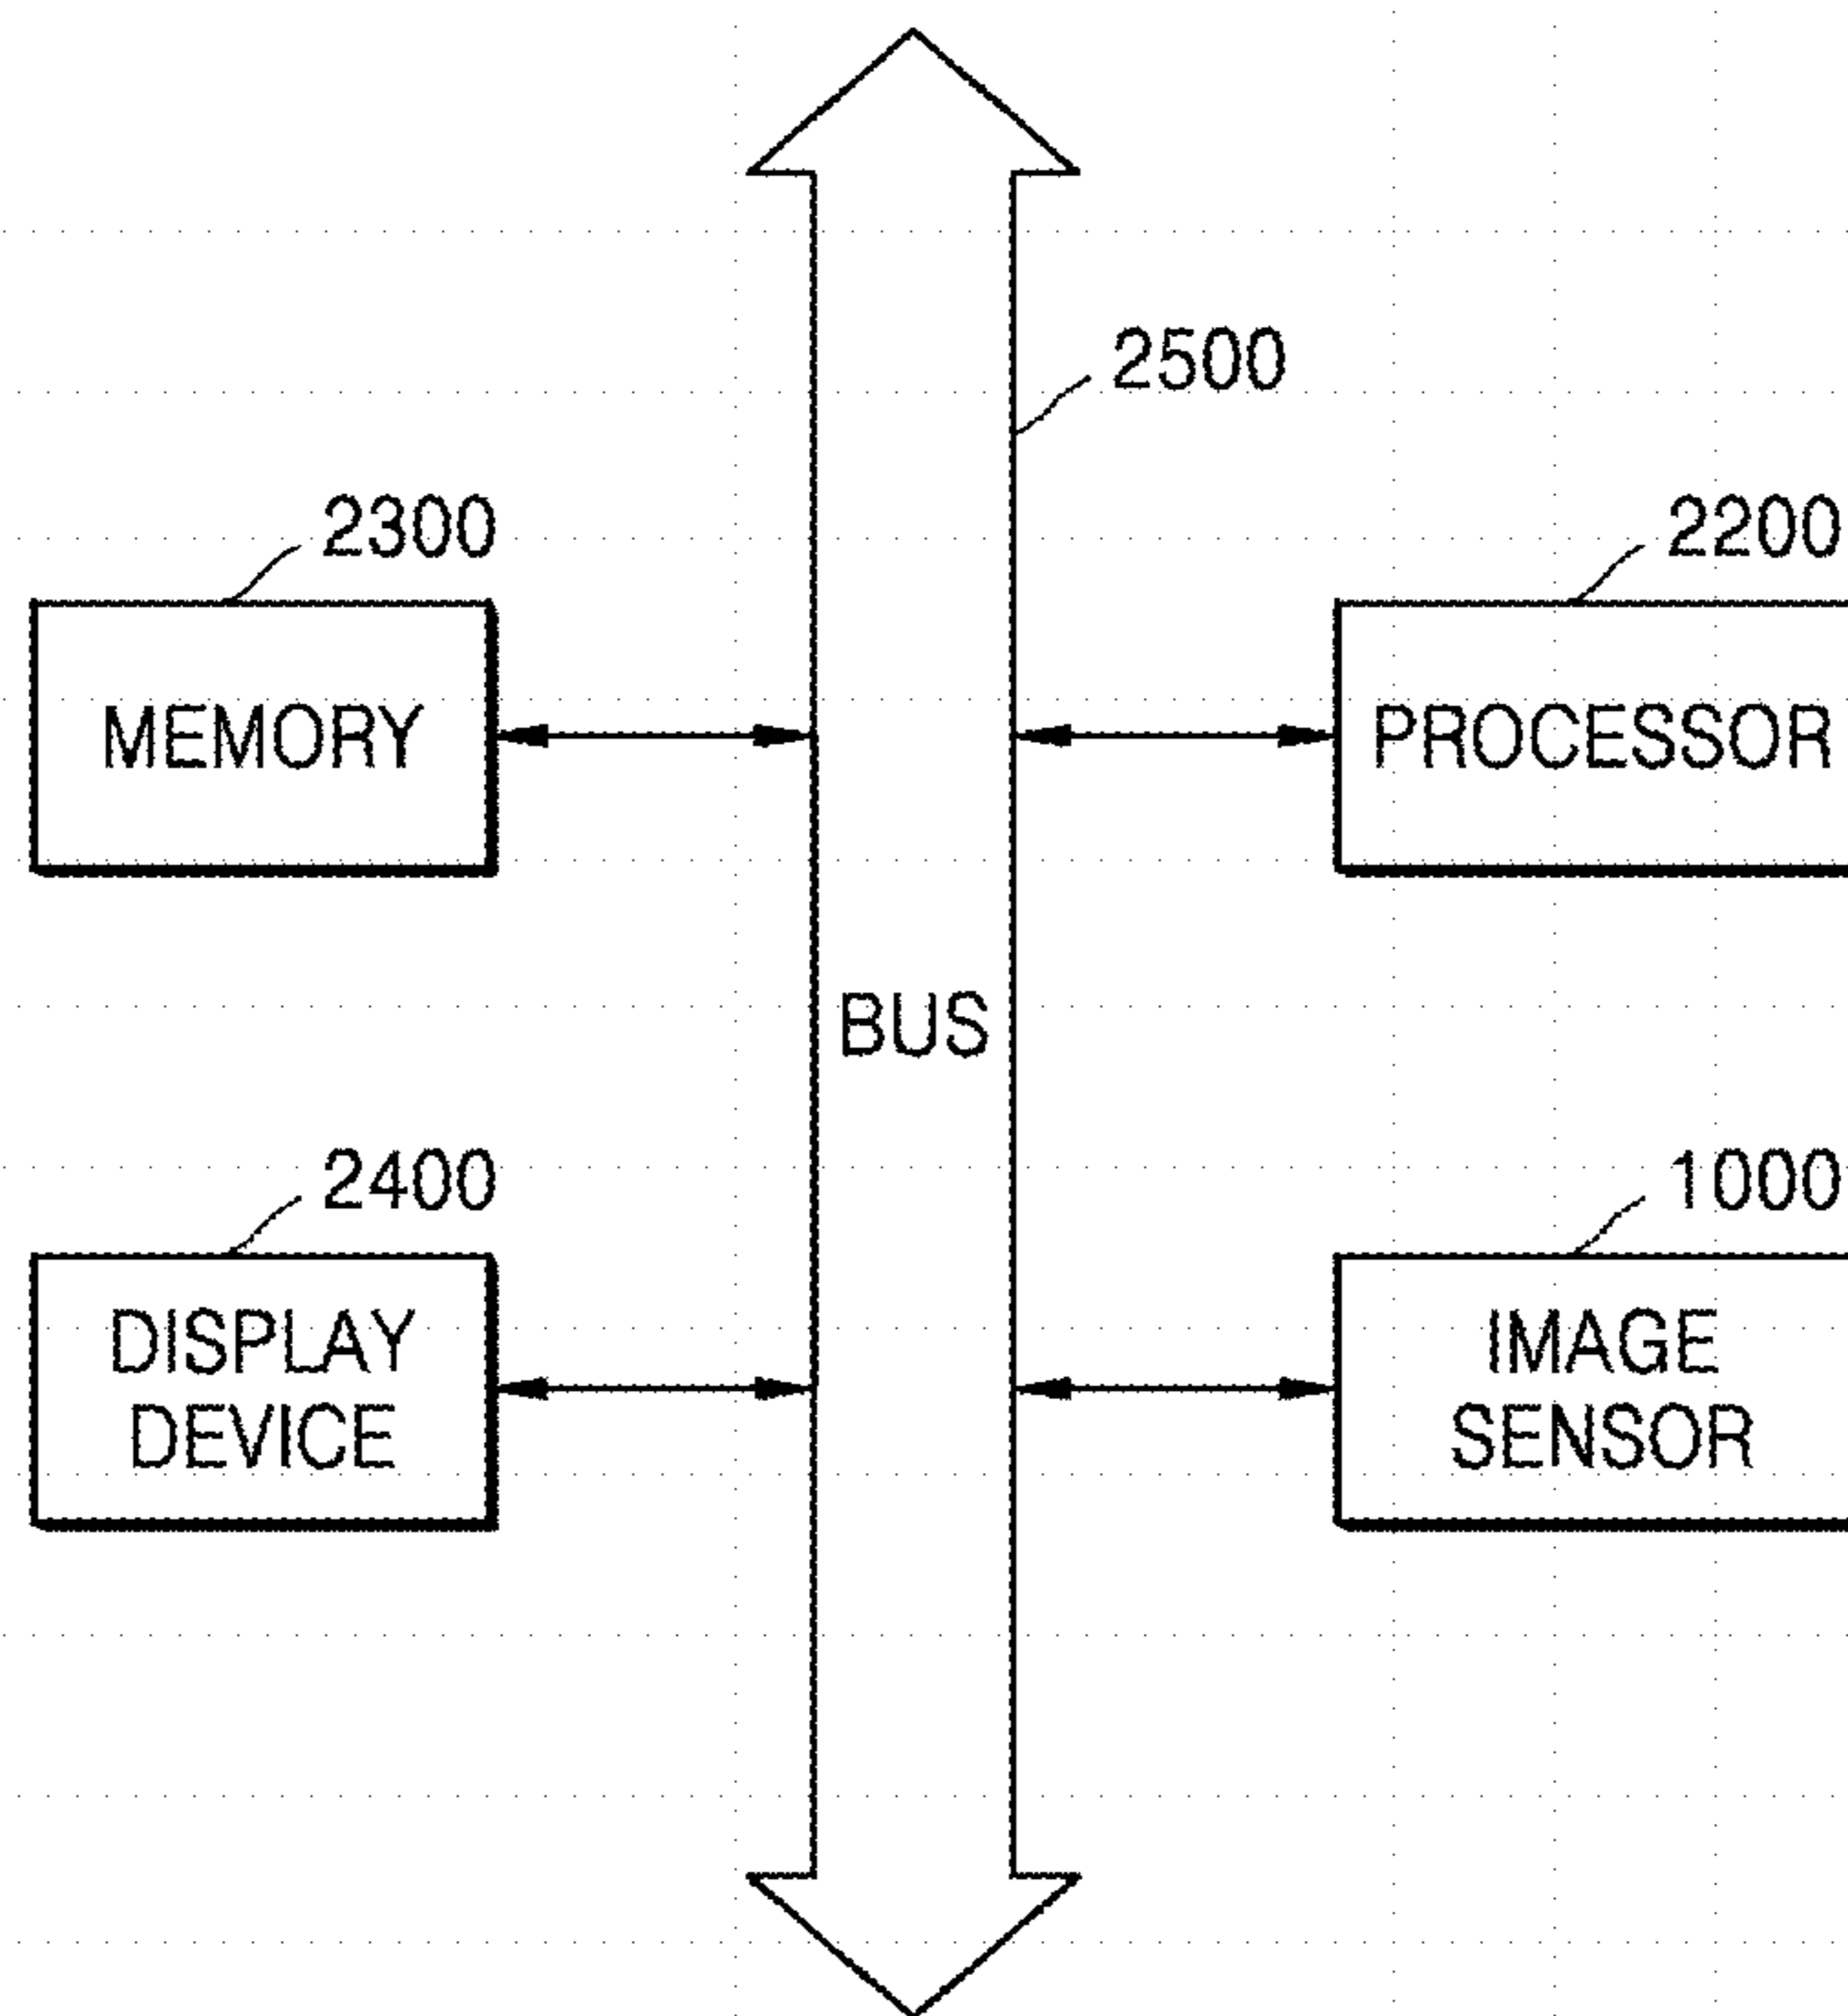 2500
2300
2200
MEMORY
PROCESSOR
BUS
2400
1000
DISPLAY
DEVICE
IMAGE
SENSOR